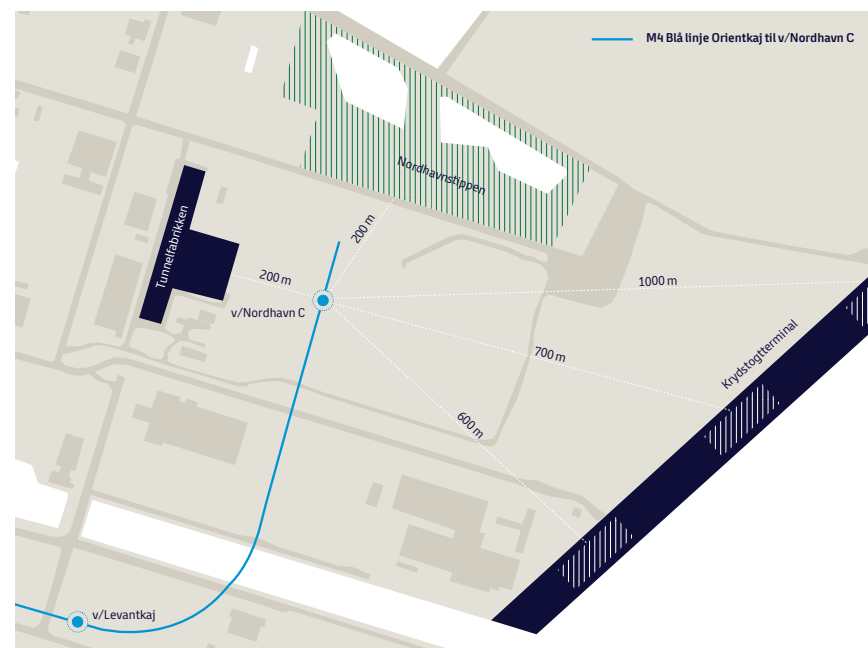 M4 Blå linje Orientkaj til v/Nordhavn C
Nordhavnstippen
Tunnelfabrikken
200 m
200 m
v/Nordhavn C
1000 m
700 m
600 m
Krydstogtterminal
v/Levantkaj